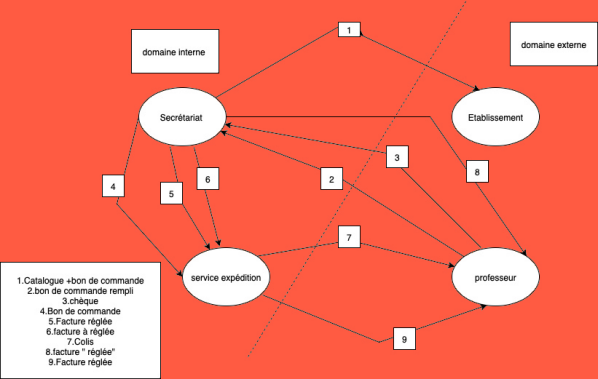 1
domaine interne
domaine externe
Secrétariat
Etablissement
3
8
2
4
5
6
7
service expédition
professeur
1.Catalogue +bon de commande
2.bon de commande rempli
3.chèque
4.Bon de commande
5.Facture réglée
6.facture à réglée
7.Colis
8.facture " réglée"
9.Facture réglée
9